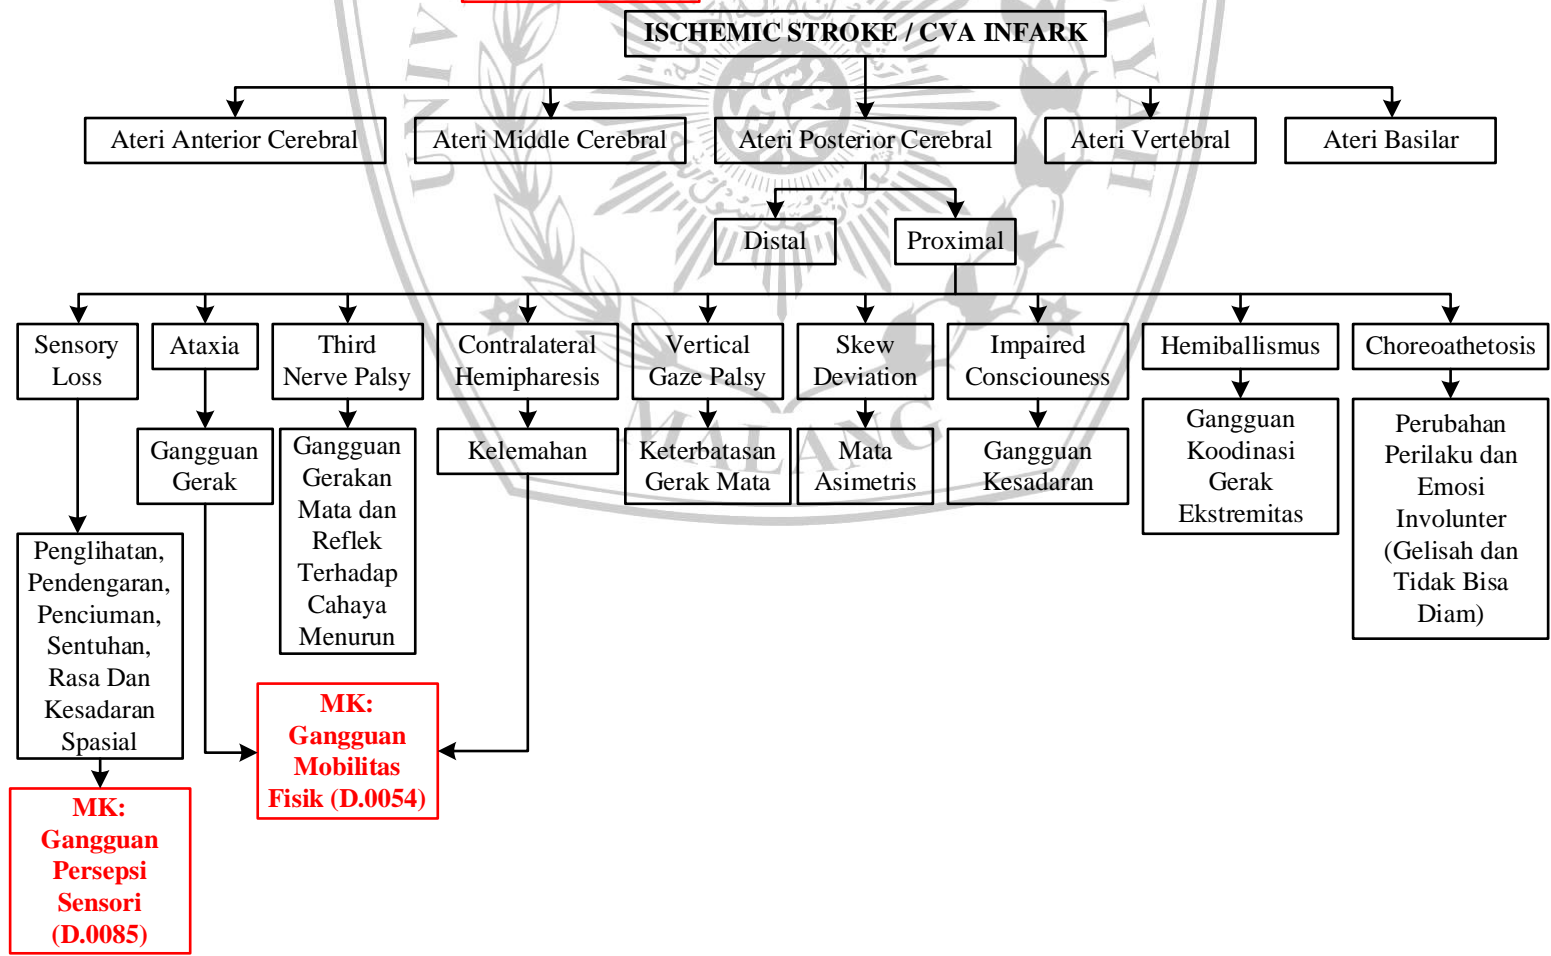 ISCHEMIC STROKE / CVA INFARK
Ateri Anterior Cerebral
Ateri Middle Cerebral
Ateri Posterior Cerebral
Ateri Vertebral
Ateri Basilar
Distal
Proximal
Sensory
Loss
Ataxia
Third
Nerve Palsy
Contralateral
Hemipharesis
Vertical
Gaze Palsy
Skew
Deviation
Impaired
Consciouness
Hemiballismus
Choreoathetosis
Gangguan
Gerak
Gangguan
Gerakan
Mata dan
Reflek
Terhadap
Cahaya
Menurun
Kelemahan
Keterbatasan
Gerak Mata
Mata
Asimetris
Gangguan
Kesadaran
Gangguan
Koodinasi
Gerak
Ekstremitas
Perubahan
Perilaku dan
Emosi
Involunter
(Gelisah dan
Tidak Bisa
Diam)
Penglihatan,
Pendengaran,
Penciuman,
Sentuhan,
Rasa Dan
Kesadaran
Spasial
MK:
Gangguan
Mobilitas
Fisik (D.0054)
MK:
Gangguan
Persepsi
Sensori
(D.0085)
UNIV
IYAH
MALANG